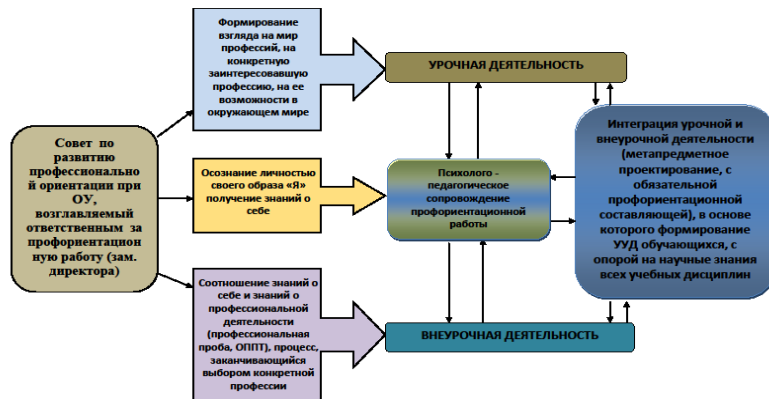 Формирование
взгляда на мир
профессий, на
конкретную
заинтересовавшую
профессию, на ее
возможности в
окружающем мире
УРОЧНАЯ ДЕЯТЕЛЬНОСТЬ
Совет по
развитию
профессионально
й ориентации при
ОУ,
возглавляемый
ответственным за
профориентацион
ную работу (зам.
директора)
Осознание личностью
своего образа «Я»
получение знаний о
себе
Психолого -
педагогическое
сопровождение
профориентационной
работы
Интеграция урочной и
внеурочной деятельности
(метапредметное
проектирование, с
обязательной
профориентационной
составляющей), в основе
которого формирование
УУД обучающихся, с
опорой на научные знания
всех учебных дисциплин
Соотношение знаний о
себе и знаний о
профессиональной
деятельности
(профессиональная
проба, ОППТ), процесс,
заканчивающийся
выбором конкретной
профессии
ВНЕУРОЧНАЯ ДЕЯТЕЛЬНОСТЬ